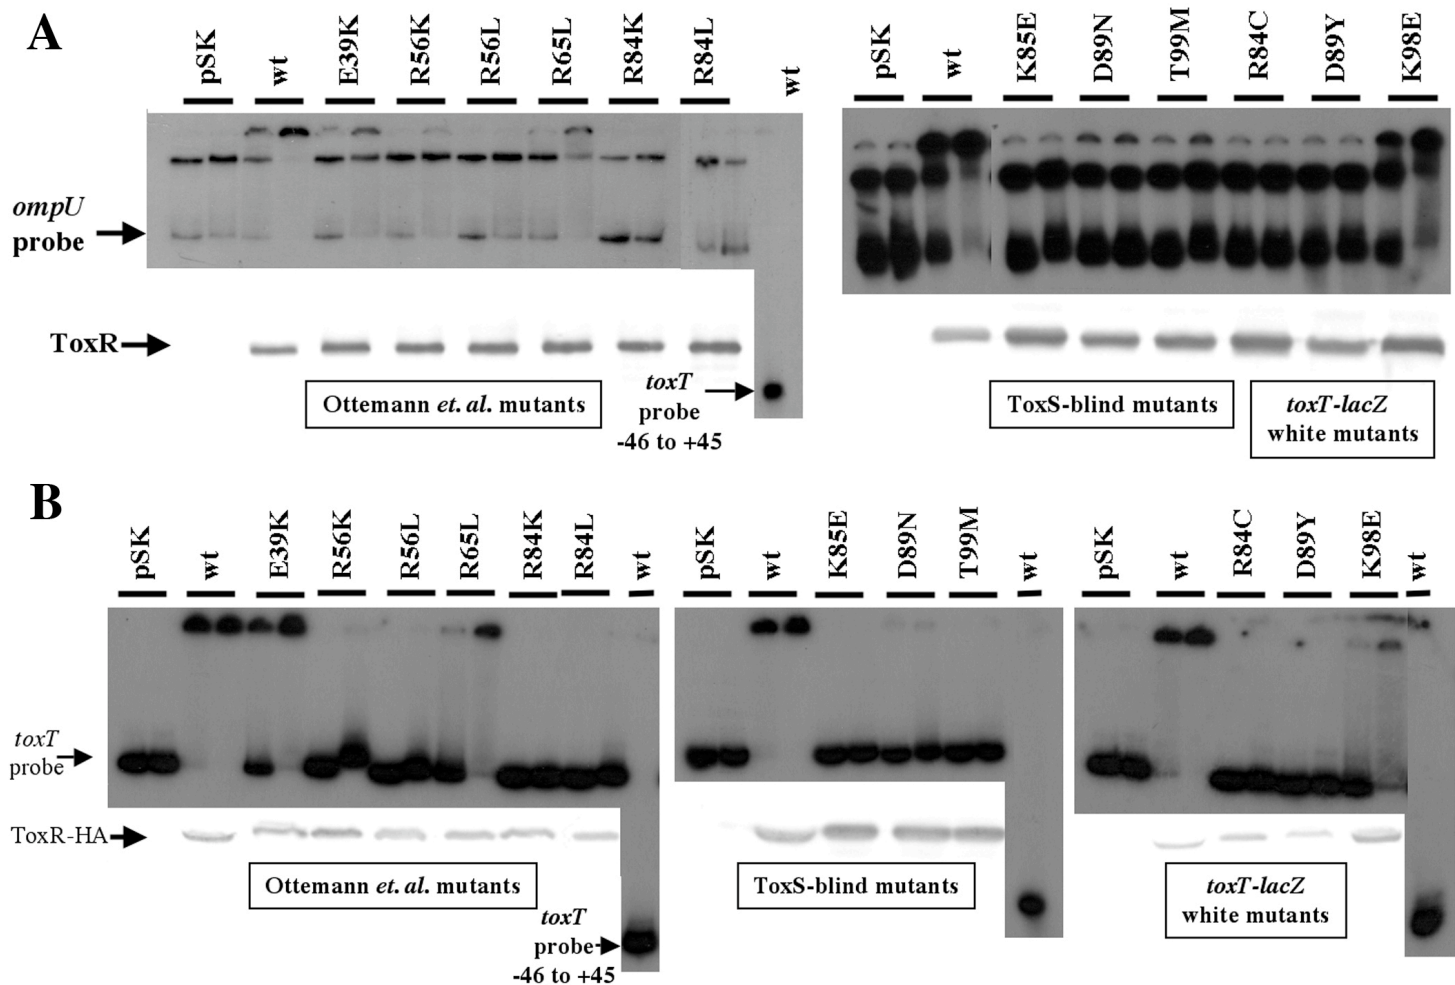 A
pSK
wt
E39K
R56K
R56L
R65L
R84K
R84L
wt
pSK
wt
K85E
D89N
T99M
R84C
D89Y
K98E
ompU
probe
ToxR
Ottemann et. al. mutants
toxT
probe
-46 to +45
ToxS-blind mutants
toxT-lacZ
white mutants
B
pSK
wt
E39K
R56K
R56L
R65L
R84K
R84L
wt
pSK
wt
K85E
D89N
T99M
wt
pSK
wt
R84C
D89Y
K98E
wt
toxT
probe
ToxR-HA
Ottemann et. al. mutants
toxT
probe
-46 to +45
ToxS-blind mutants
toxT-lacZ
white mutants